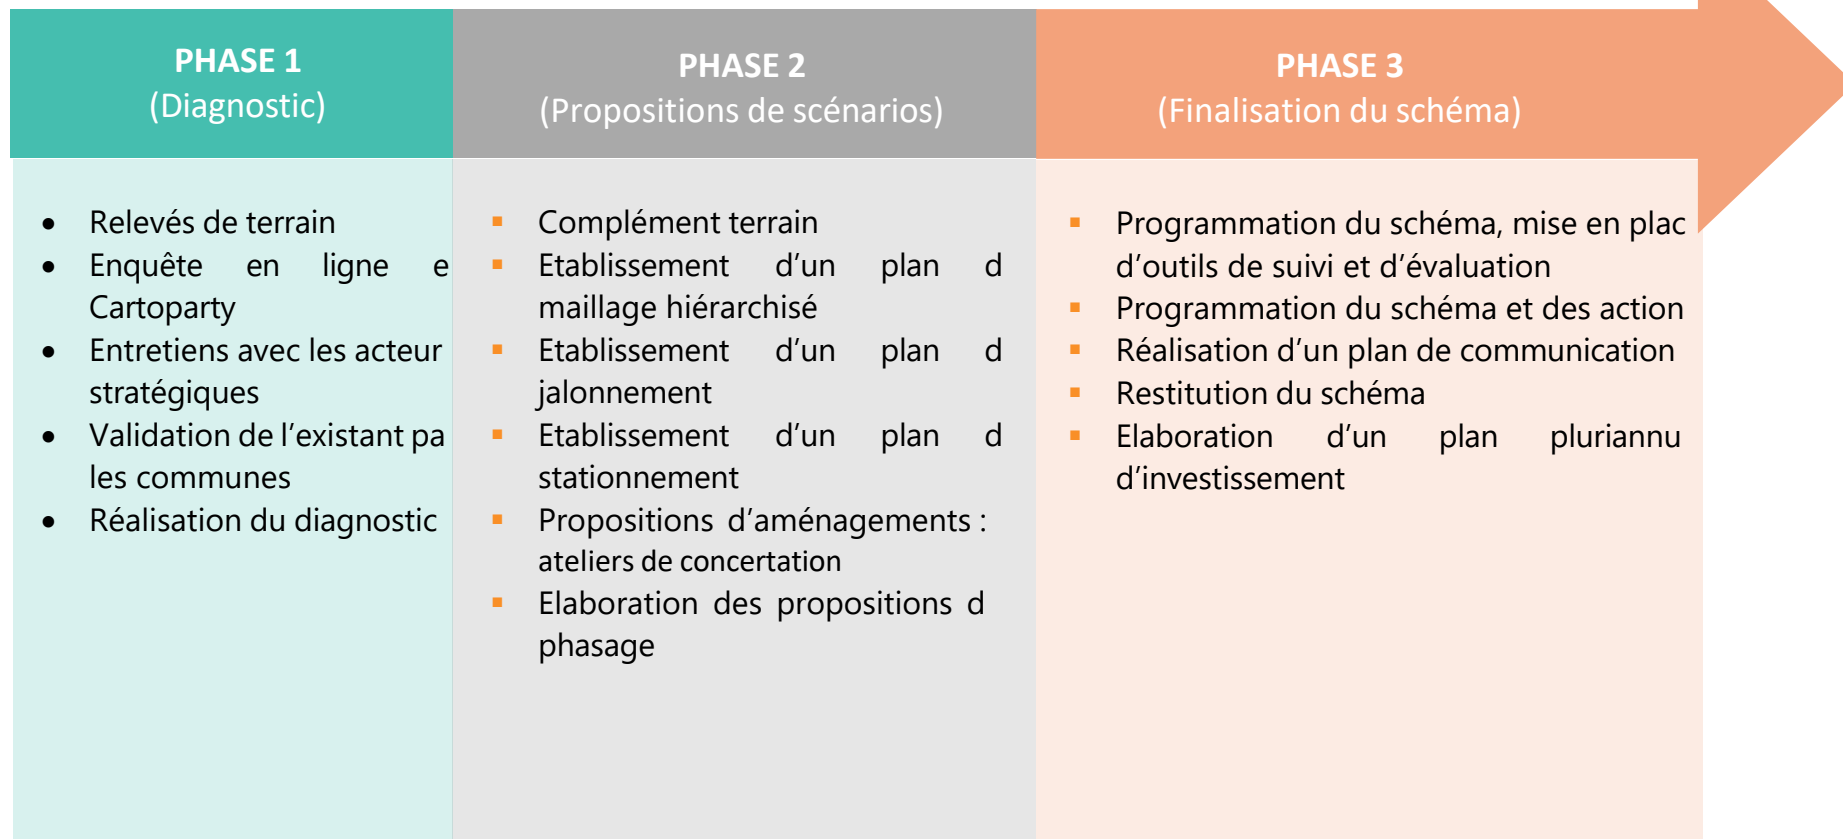 PHASE 1
(Diagnostic)
• Relevés de terrain
• Enquête en ligne e
Cartoparty
• Entretiens avec les acteur
stratégiques
• Validation de l’existant pa
les communes
• Réalisation du diagnostic
PHASE 2
(Propositions de scénarios)
▪ Complément terrain
▪ Etablissement d’un plan d
maillage hiérarchisé
▪ Etablissement d’un plan d
jalonnement
▪ Etablissement d’un plan d
stationnement
▪ Propositions d’aménagements :
ateliers de concertation
▪ Elaboration des propositions d
phasage
PHASE 3
(Finalisation du schéma)
▪ Programmation du schéma, mise en plac
d’outils de suivi et d’évaluation
▪ Programmation du schéma et des action
▪ Réalisation d’un plan de communication
▪ Restitution du schéma
▪ Elaboration d’un plan pluriannu
d’investissement